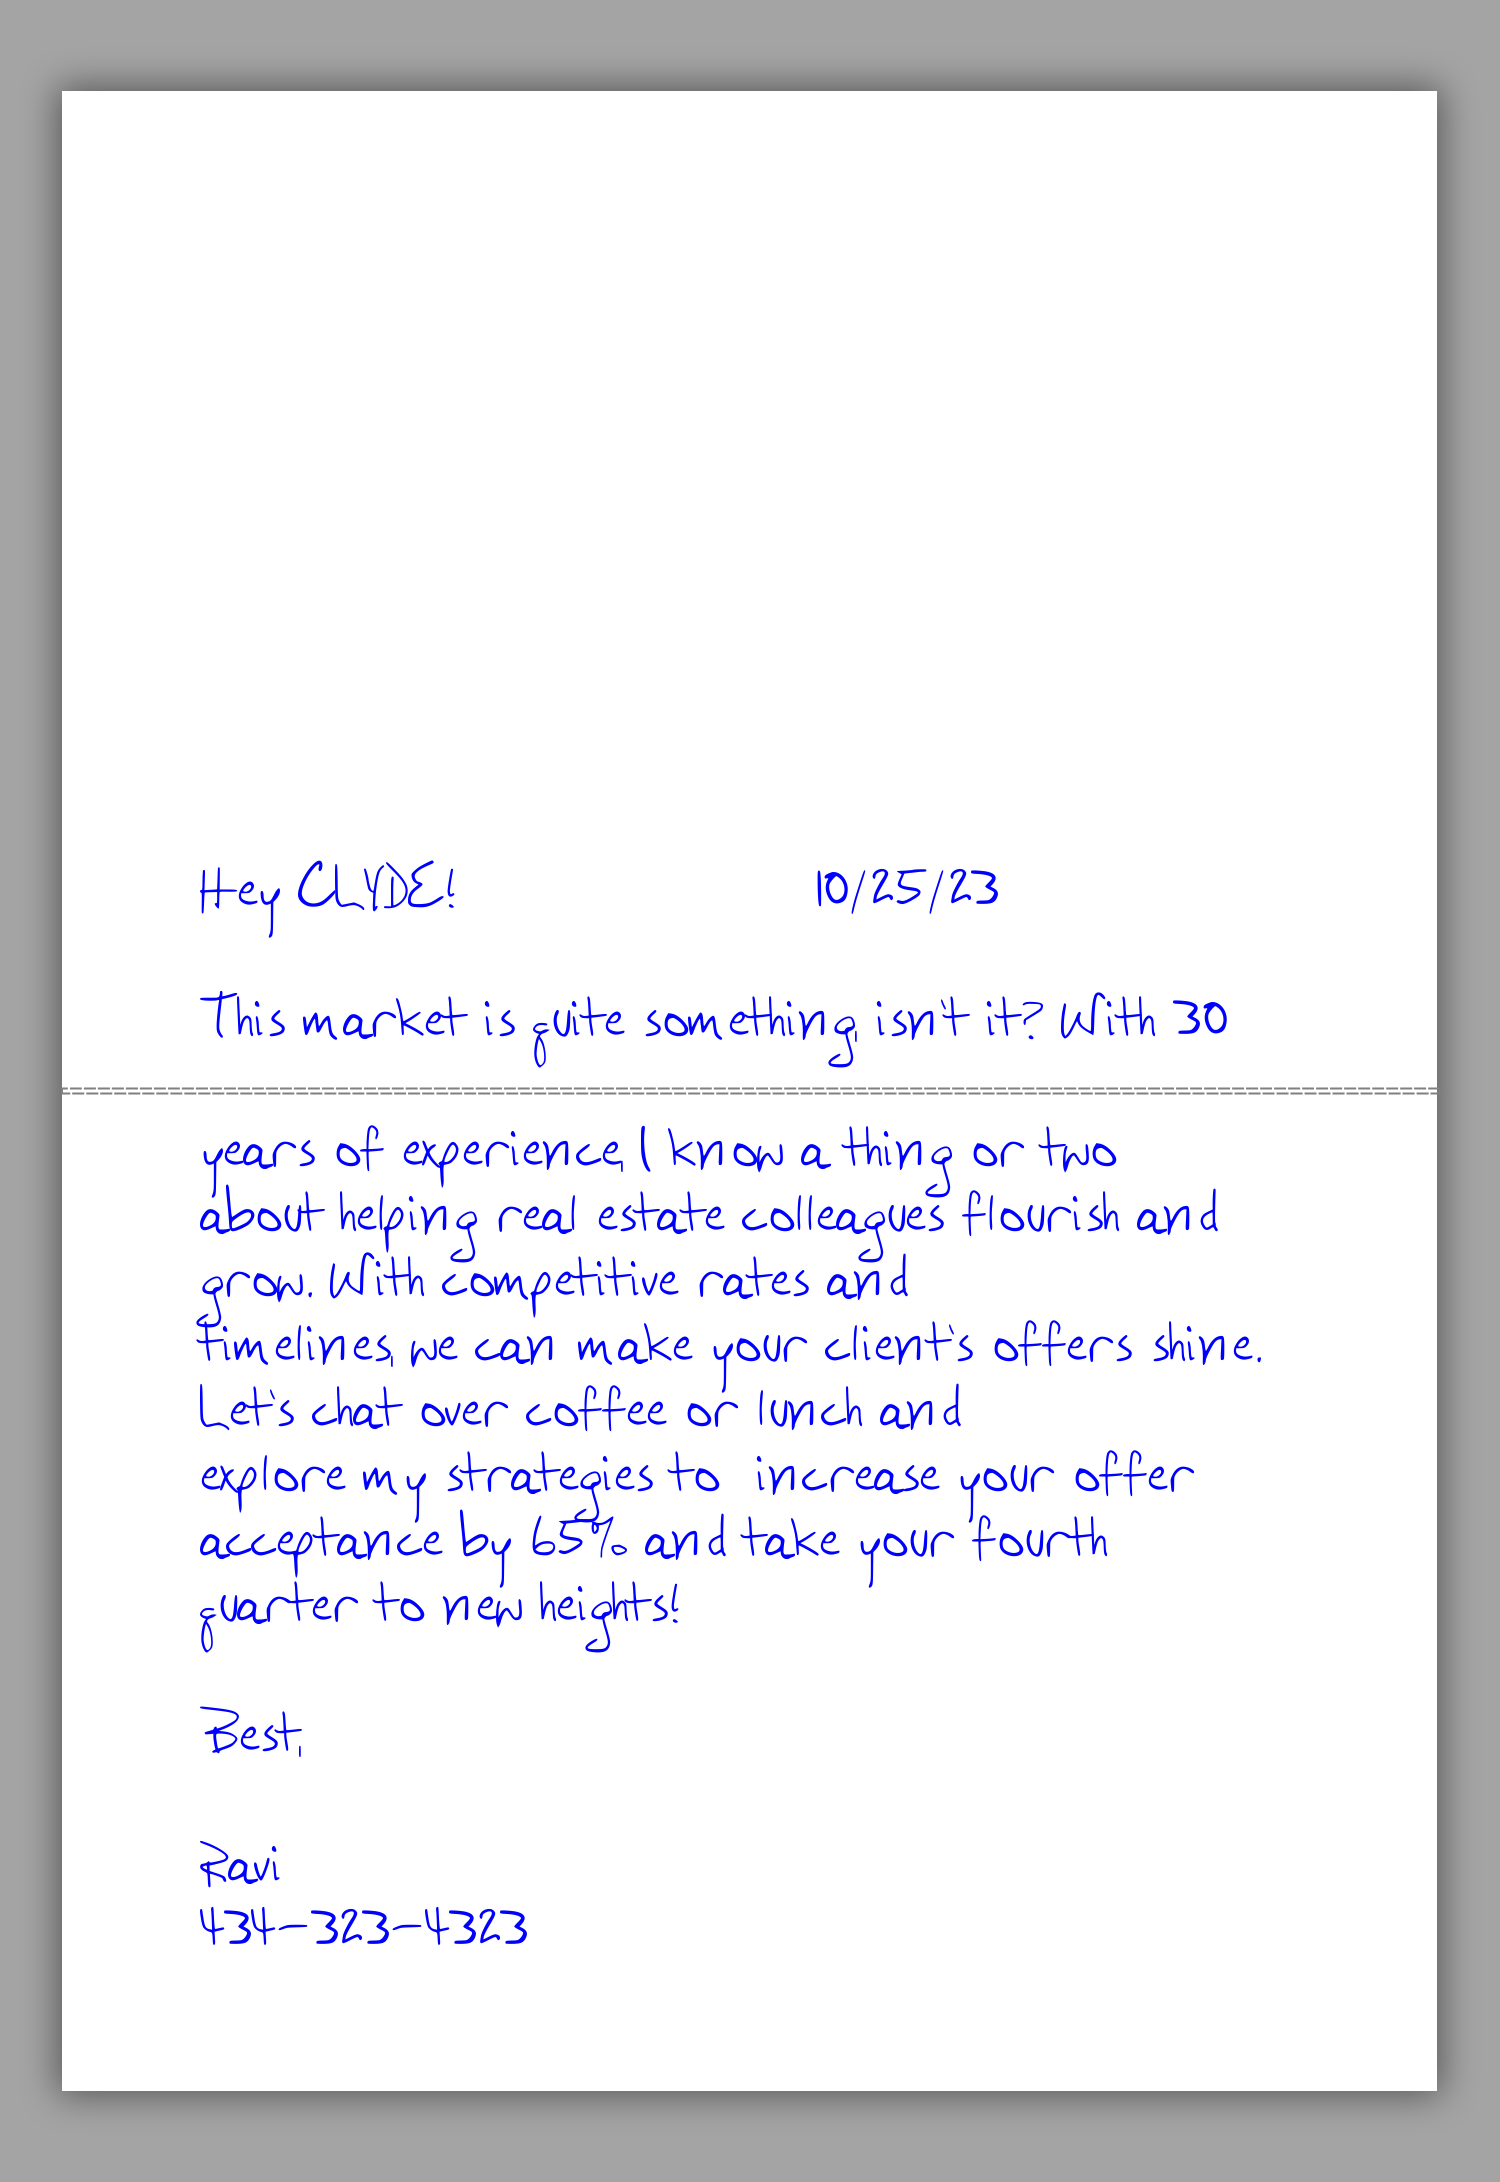 Hey CLYDE! 10/25/23
This market is quite something, isn't it? With 30
years of experience, I know a thing or two
about helping real estate colleagues flourish and
grow. With competitive rates and
timelines, we can make your client's offers shine.
Let's chat over coffee or lunch and
explore my strategies to increase your offer
acceptance by 65% and take your fourth
quarter to new heights!
Best,
Ravi
434-323-4323